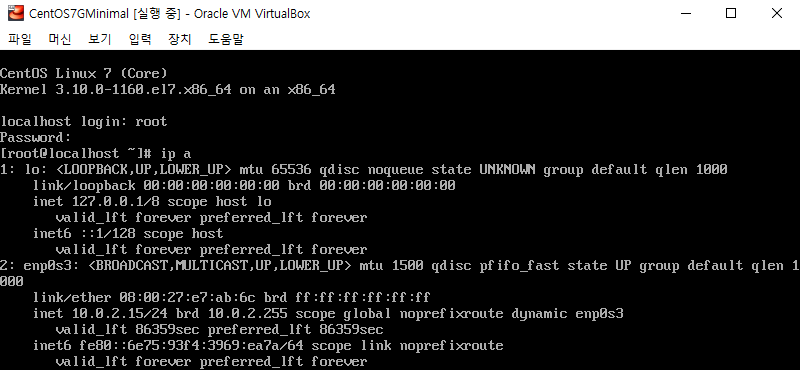 CentOS7GMinimal [실행 중] - Oracle VM VirtualBox
파일 머신 보기 입력 장치 도움말
CentOS Linux 7 (Core)
Kernel 3.10.0-1160.el7.x86_64 on an x86_64
localhost login: root
Password:
[root@localhost ~]# ip a
1: lo: <LOOPBACK,UP,LOWER_UP> mtu 65536 qdisc noqueue state UNKNOWN group default qlen 1000
    link/loopback 00:00:00:00:00:00 brd 00:00:00:00:00:00
    inet 127.0.0.1/8 scope host lo
       valid_lft forever preferred_lft forever
    inet6 ::1/128 scope host
       valid_lft forever preferred_lft forever
2: enp0s3: <BROADCAST,MULTICAST,UP,LOWER_UP> mtu 1500 qdisc pfifo_fast state UP group default qlen 1
000
    link/ether 08:00:27:e7:ab:6c brd ff:ff:ff:ff:ff:ff
    inet 10.0.2.15/24 brd 10.0.2.255 scope global noprefixroute dynamic enp0s3
       valid_lft 86359sec preferred_lft 86359sec
    inet6 fe80::6e75:93f4:3969:ea7a/64 scope link noprefixroute
       valid_lft forever preferred_lft forever